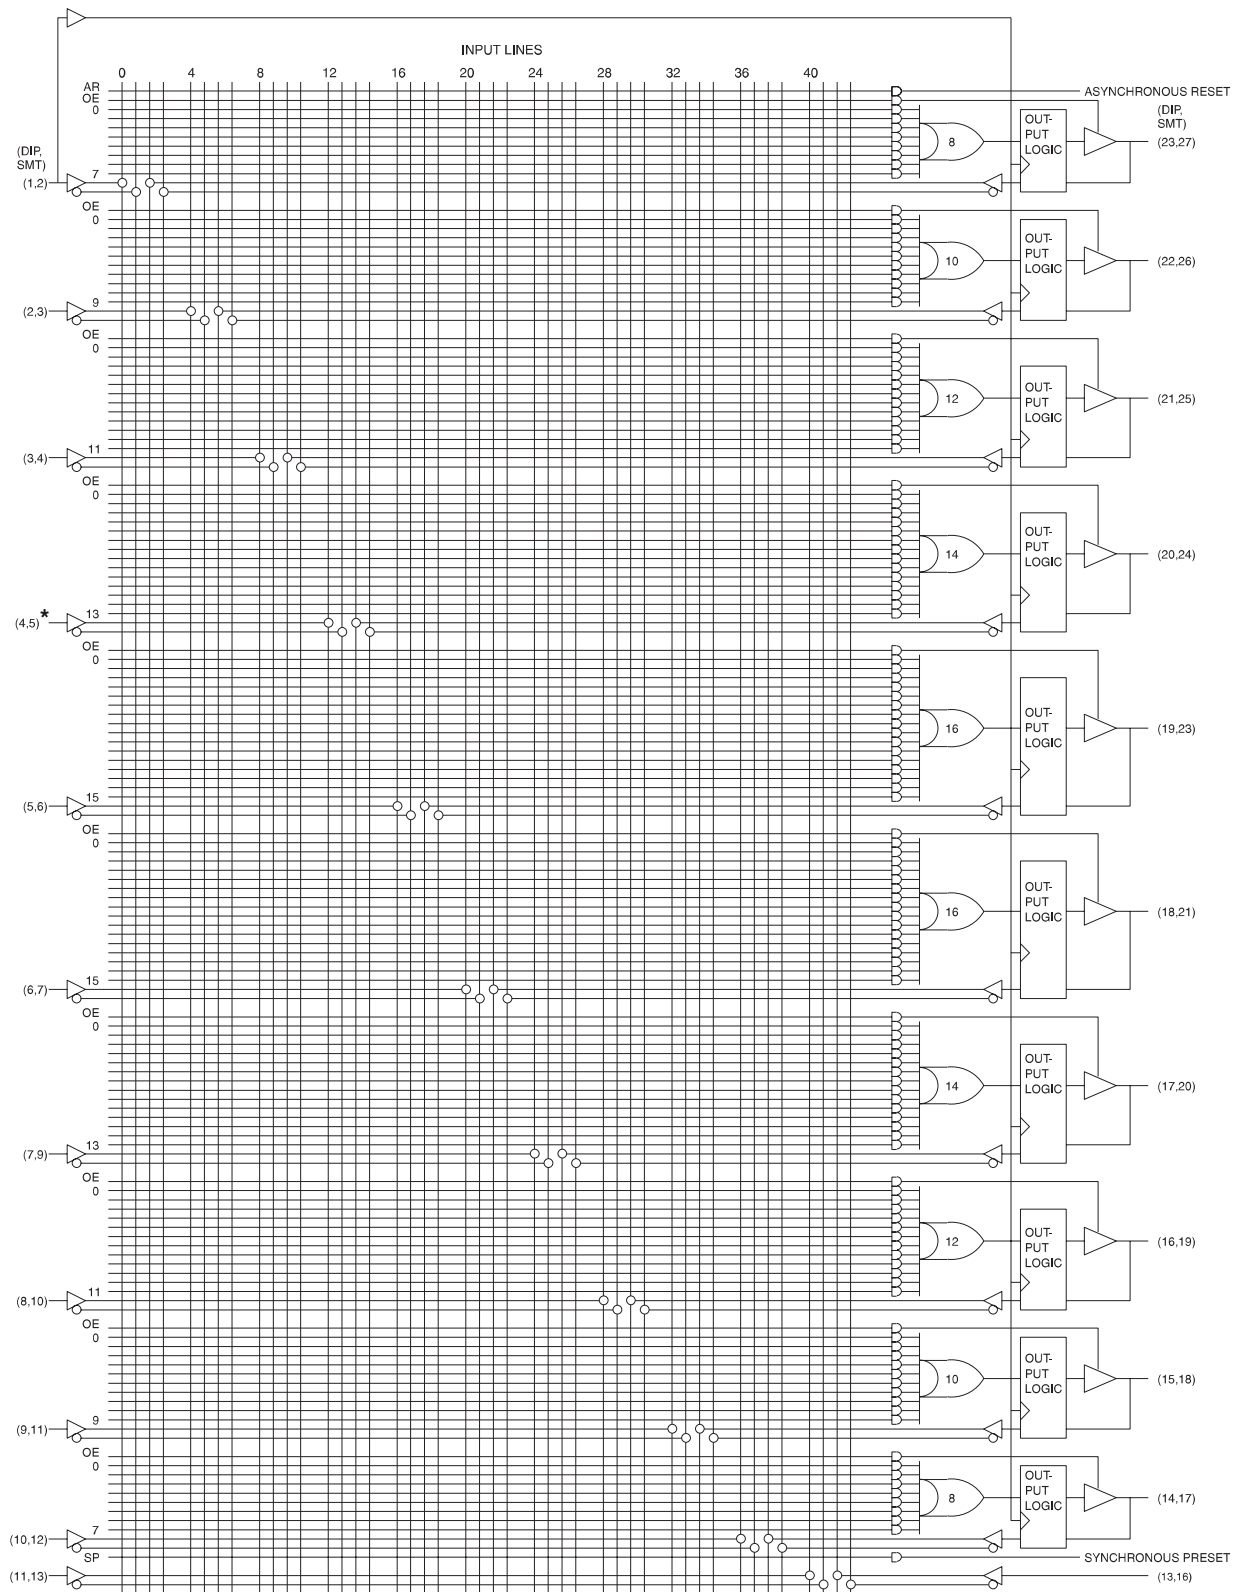 INPUT LINES
0 4 8 12 16 20 24 28 32 36 40
AR
ASYNCHRONOUS RESET
OE
0
(DIP,
SMT)
8
OUT-
PUT
LOGIC
(DIP,
SMT)
(23,27)
7
(1,2)
OE
0
10
OUT-
PUT
LOGIC
(22,26)
9
(2,3)
OE
0
12
OUT-
PUT
LOGIC
(21,25)
11
(3,4)
OE
0
14
OUT-
PUT
LOGIC
(20,24)
13
(4,5)*
OE
0
16
OUT-
PUT
LOGIC
(19,23)
15
(5,6)
OE
0
16
OUT-
PUT
LOGIC
(18,21)
15
(6,7)
OE
0
14
OUT-
PUT
LOGIC
(17,20)
13
(7,9)
OE
0
12
OUT-
PUT
LOGIC
(16,19)
11
(8,10)
OE
0
10
OUT-
PUT
LOGIC
(15,18)
9
(9,11)
OE
0
8
OUT-
PUT
LOGIC
(14,17)
7
(10,12)
SP
SYNCHRONOUS PRESET
(11,13)
(13,16)